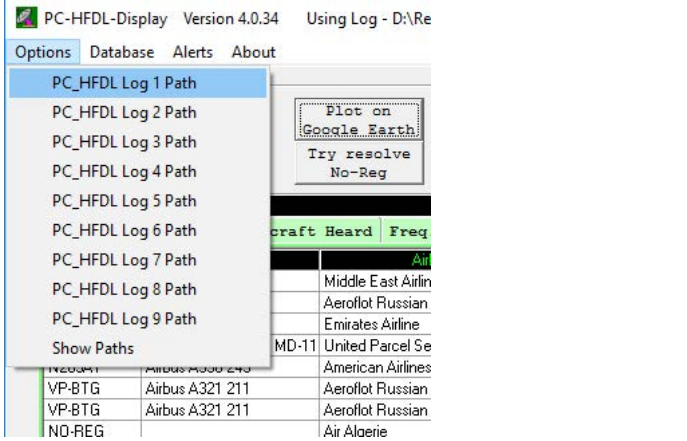 PC-HFDL-Display Version 4.0.34 Using Log - D:\Re
Options Database Alerts About
PC_HFDL Log 1 Path
PC_HFDL Log 2 Path
PC_HFDL Log 3 Path
PC_HFDL Log 4 Path
PC_HFDL Log 5 Path
PC_HFDL Log 6 Path
PC_HFDL Log 7 Path
PC_HFDL Log 8 Path
PC_HFDL Log 9 Path
Show Paths
Plot on
Google Earth
Try resolve
No-Reg
craft Heard Freq
Air
Middle East Airlin
Aeroflot Russian
Emirates Airline
MD-11 United Parcel Se
American Airlines
VP-BTG Airbus A321 211 Aeroflot Russian
VP-BTG Airbus A321 211 Aeroflot Russian
NO-REG Air Algerie